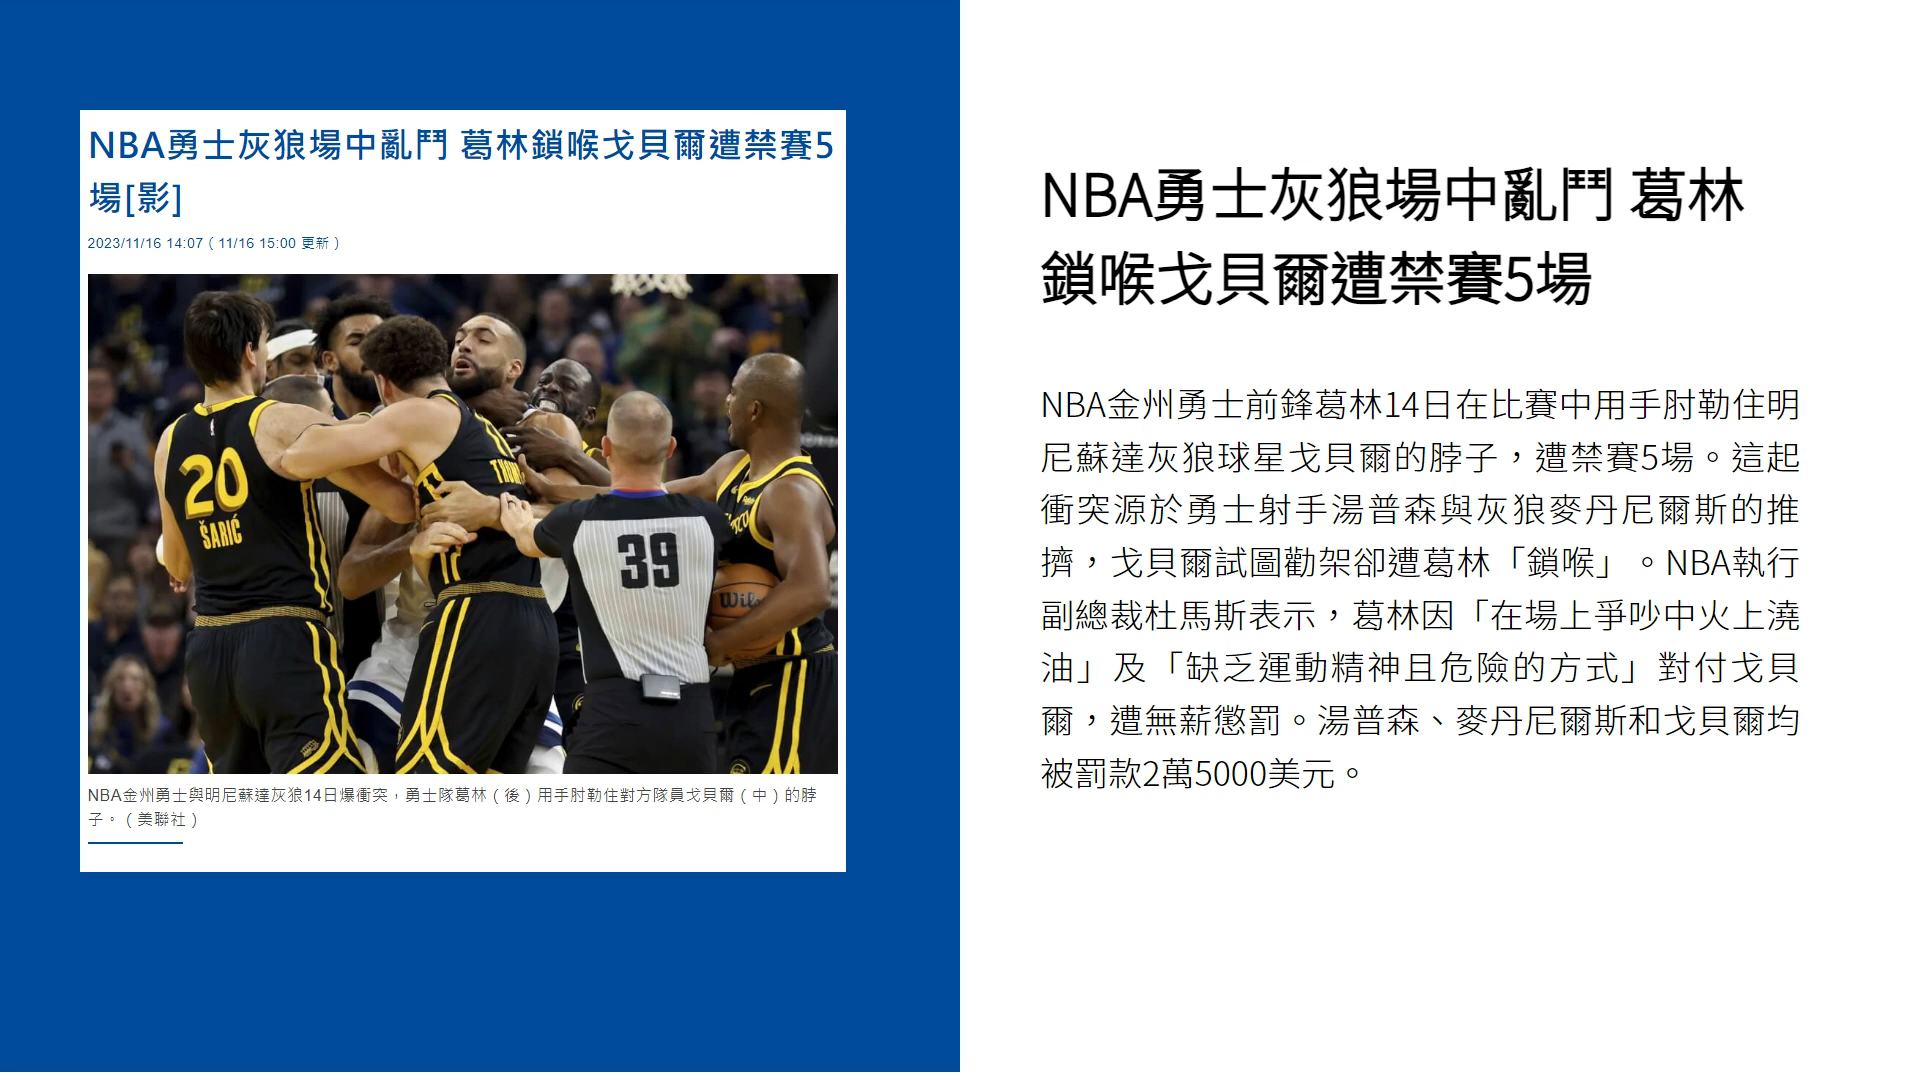 NBA勇士灰狼場中亂鬥 葛林鎖喉戈貝爾遭禁賽5
場[影]
2023/11/16 14:07（11/16 15:00 更新）
20
ŠARIĆ
39
NBA金州勇士與明尼蘇達灰狼14日爆衝突，勇士隊葛林（後）用手肘勒住對方隊員戈貝爾（中）的脖
子。（美聯社）
NBA勇士灰狼場中亂鬥 葛林
鎖喉戈貝爾遭禁賽5場
NBA金州勇士前鋒葛林14日在比賽中用手肘勒住明
尼蘇達灰狼球星戈貝爾的脖子，遭禁賽5場。這起
衝突源於勇士射手湯普森與灰狼麥丹尼爾斯的推
擠，戈貝爾試圖勸架卻遭葛林「鎖喉」。NBA執行
副總裁杜馬斯表示，葛林因「在場上爭吵中火上澆
油」及「缺乏運動精神且危險的方式」對付戈貝
爾，遭無薪懲罰。湯普森、麥丹尼爾斯和戈貝爾均
被罰款2萬5000美元。